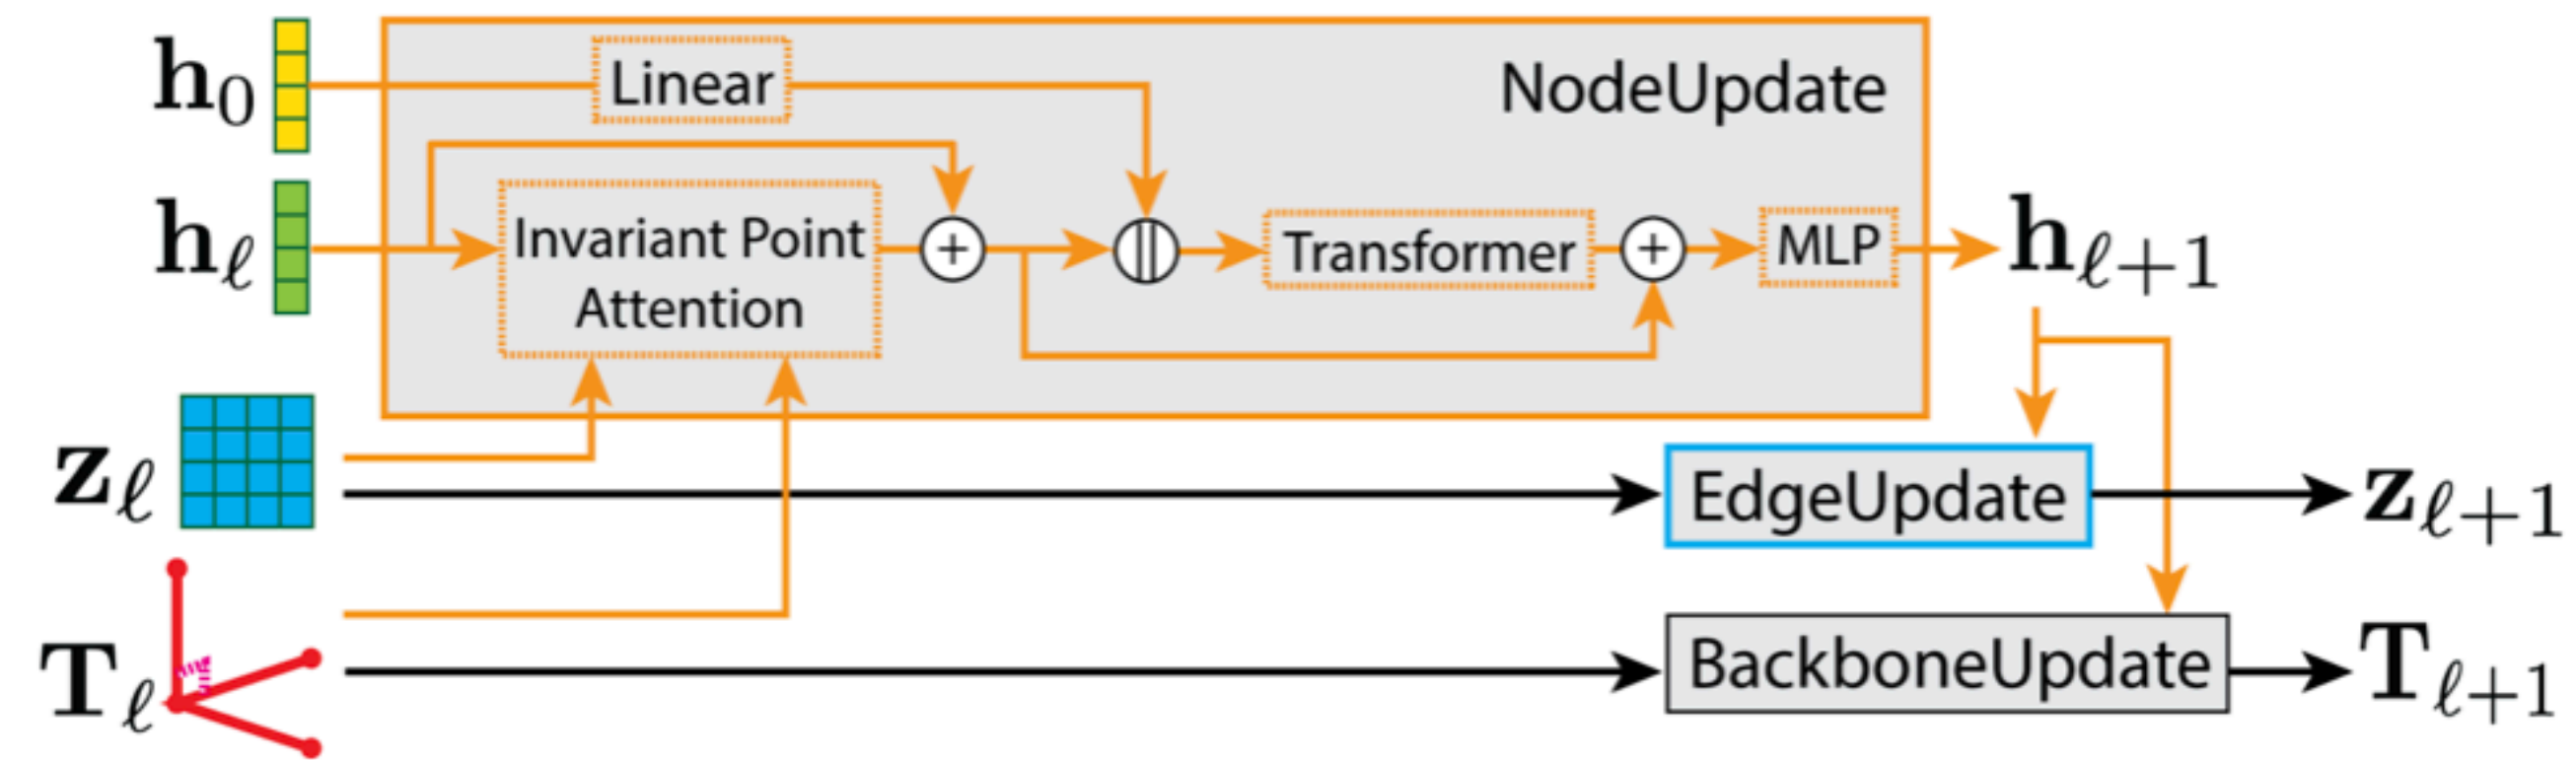 h₀
Linear
NodeUpdate
hℓ
Invariant Point
Attention
+
||
Transformer
+
MLP
hℓ₊₁
zℓ
EdgeUpdate
zℓ₊₁
Tℓ
BackboneUpdate
Tℓ₊₁